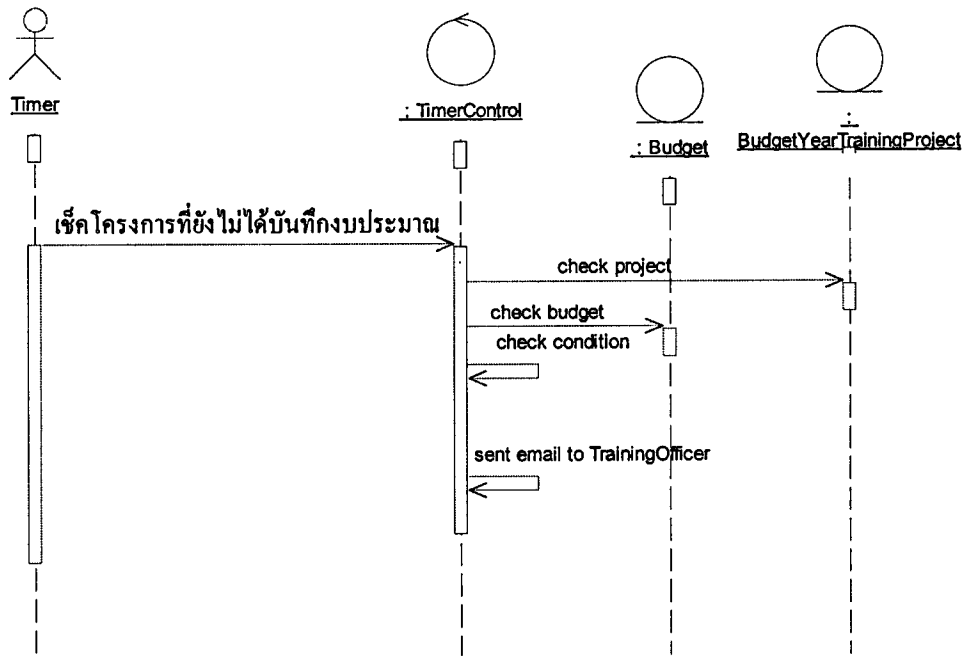 Timer
: TimerControl
: Budget
:
BudgetYearTrainingProject
เช็คโครงการที่ยังไม่ได้บันทึกงบประมาณ
check project
check budget
check condition
sent email to TrainingOfficer